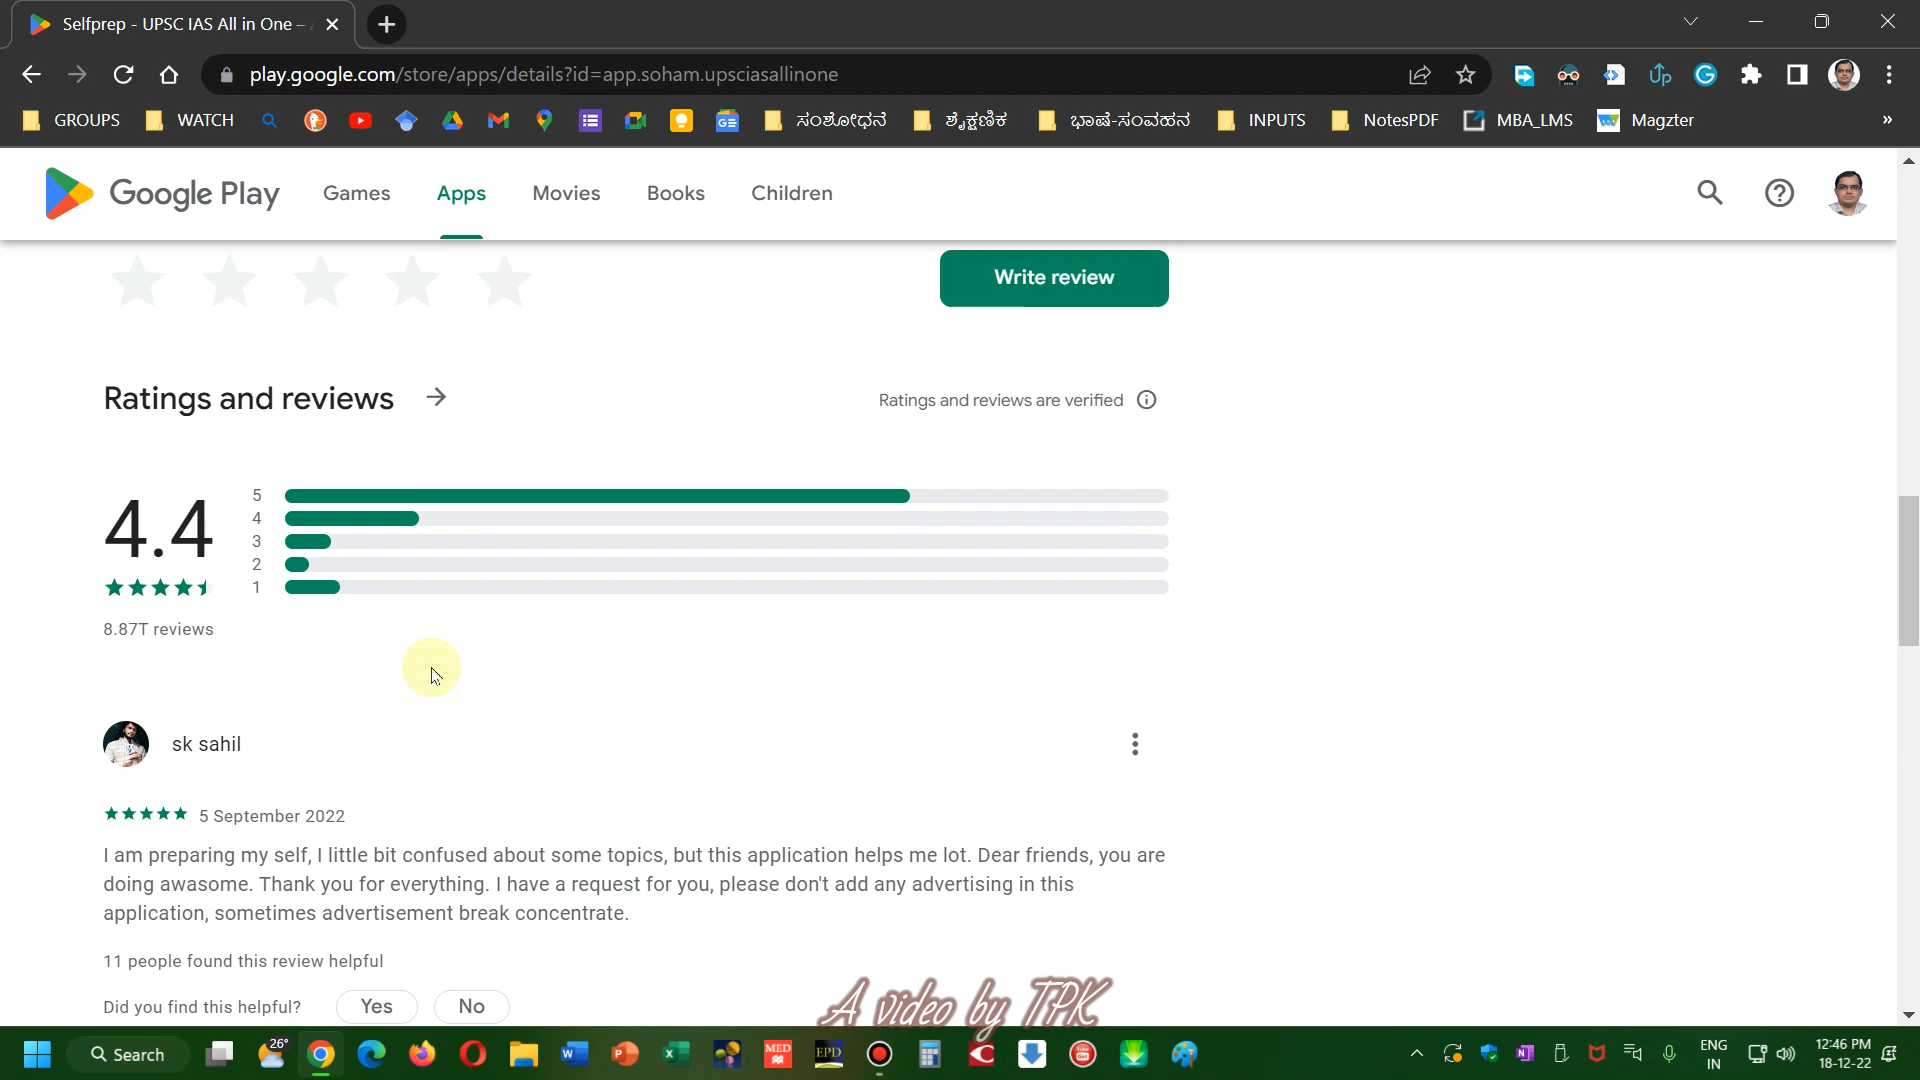 Selfprep - UPSC IAS All in One –
play.google.com/store/apps/details?id=app.soham.upsciasallinone
GROUPS
WATCH
ಸಂಶೋಧನೆ
ಶೈಕ್ಷಣಿಕ
ಭಾಷೆ-ಸಂವಹನ
INPUTS
NotesPDF
MBA_LMS
Magzter
»
Google Play
Games
Apps
Movies
Books
Children
Write review
Ratings and reviews
Ratings and reviews are verified
4.4
5
4
3
2
1
8.87T reviews
sk sahil
5 September 2022
I am preparing my self, I little bit confused about some topics, but this application helps me lot. Dear friends, you are
doing awasome. Thank you for everything. I have a request for you, please don't add any advertising in this
application, sometimes advertisement break concentrate.
11 people found this review helpful
Did you find this helpful?
Yes
No
A video by TPK
Search
26°
MED
EPD
ENG
IN
12:46 PM
18-12-22